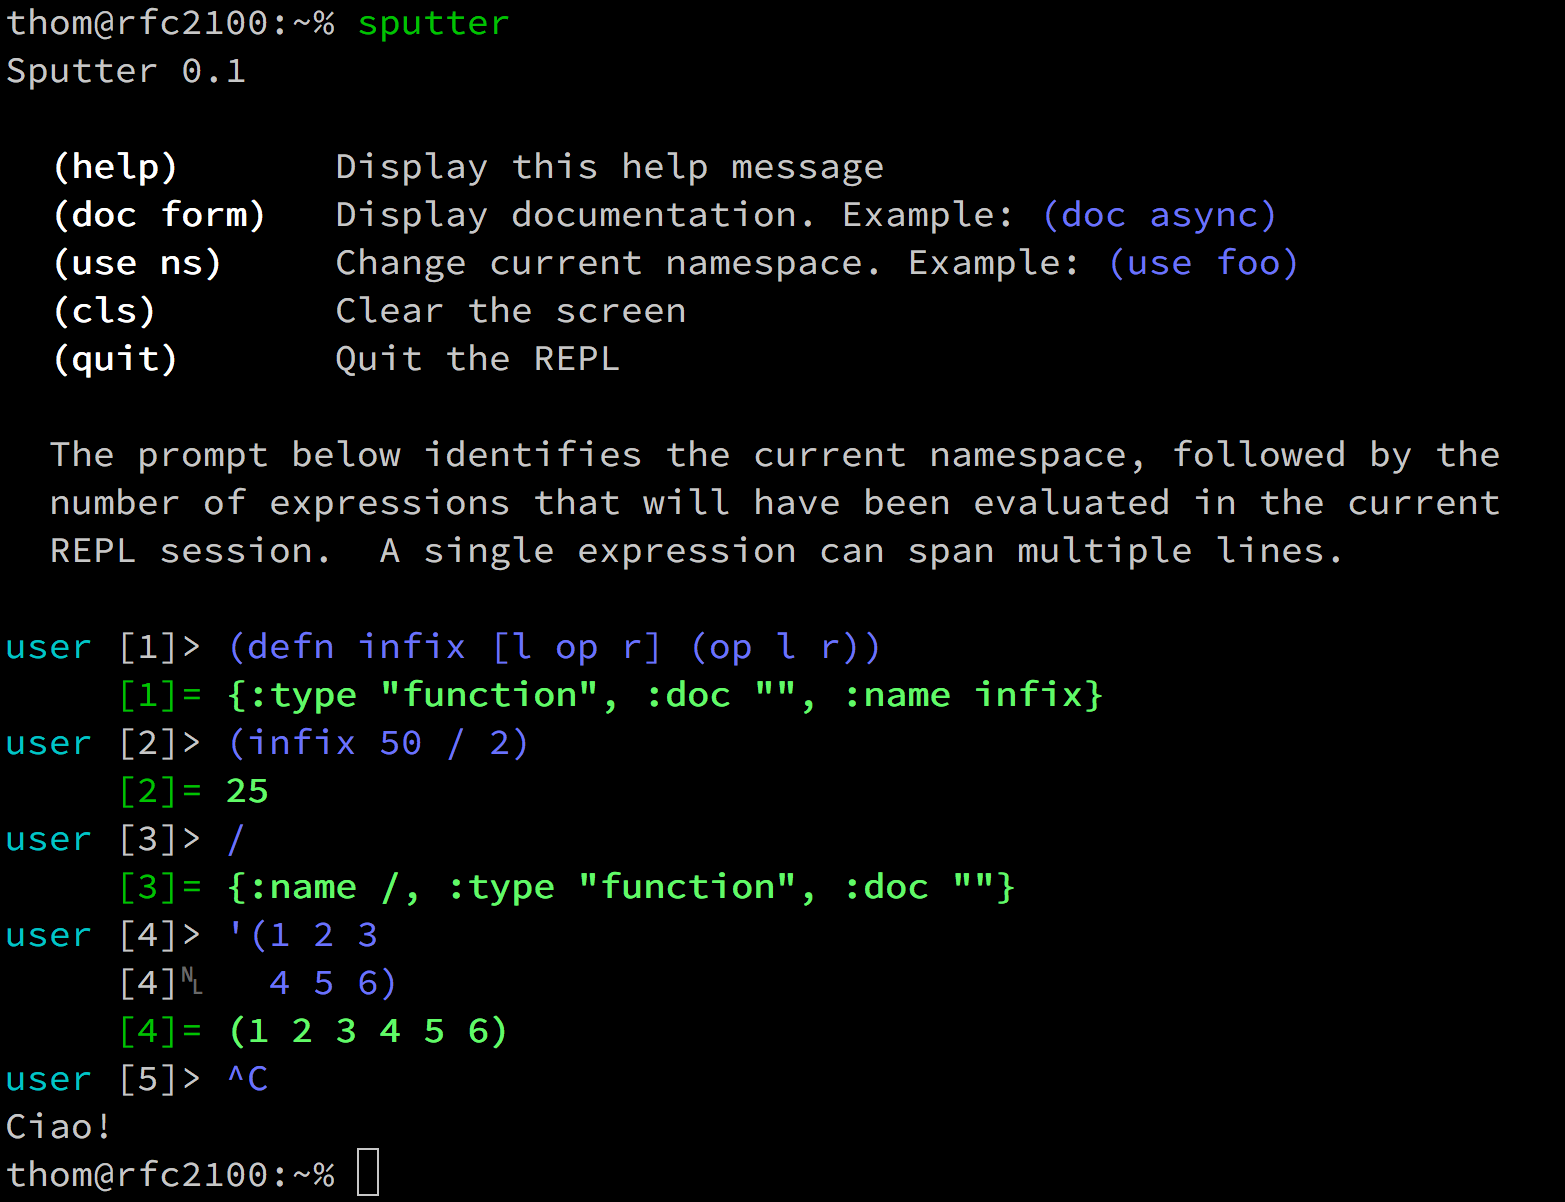 thom@rfc2100:~% sputter
Sputter 0.1
(help) Display this help message
(doc form) Display documentation. Example: (doc async)
(use ns) Change current namespace. Example: (use foo)
(cls) Clear the screen
(quit) Quit the REPL
The prompt below identifies the current namespace, followed by the
number of expressions that will have been evaluated in the current
REPL session.  A single expression can span multiple lines.
user [1]> (defn infix [l op r] (op l r))
[1]= {:type "function", :doc "", :name infix}
user [2]> (infix 50 / 2)
[2]= 25
user [3]> /
[3]= {:name /, :type "function", :doc ""}
user [4]> '(1 2 3
[4]␤ 4 5 6)
[4]= (1 2 3 4 5 6)
user [5]> ^C
Ciao!
thom@rfc2100:~%